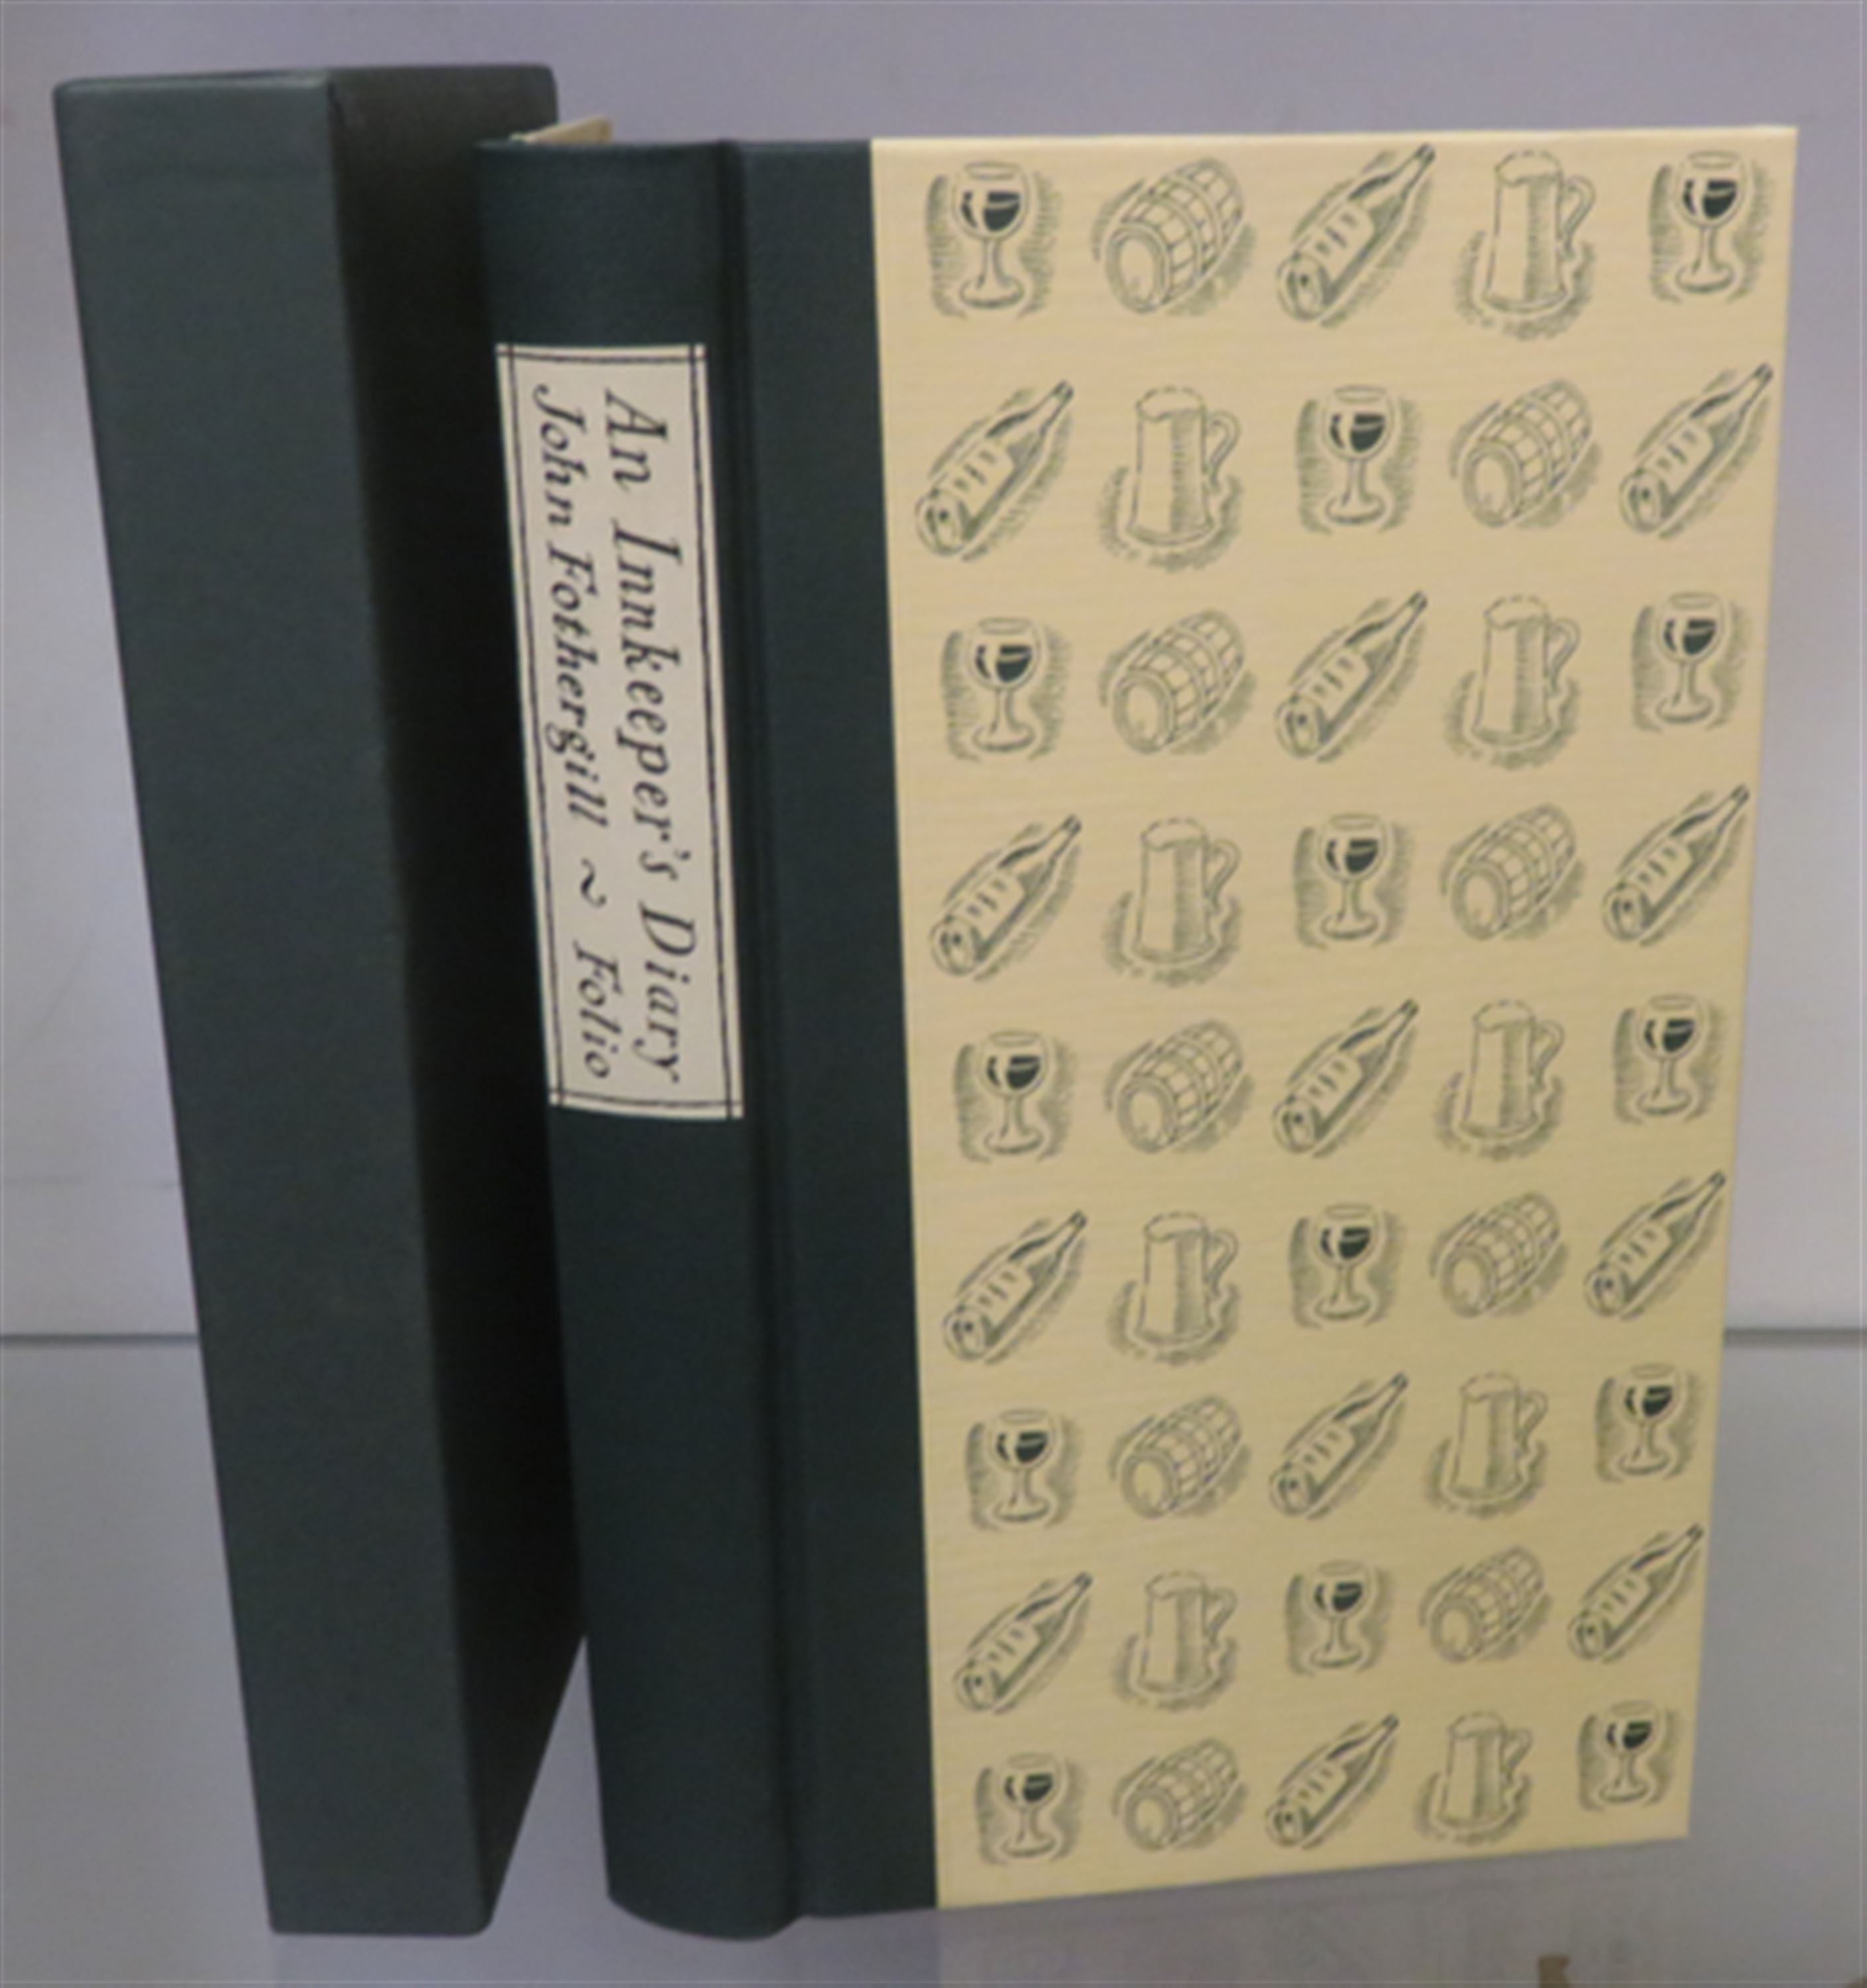 An Innkeeper's Diary
John Fothergill ~ Folio